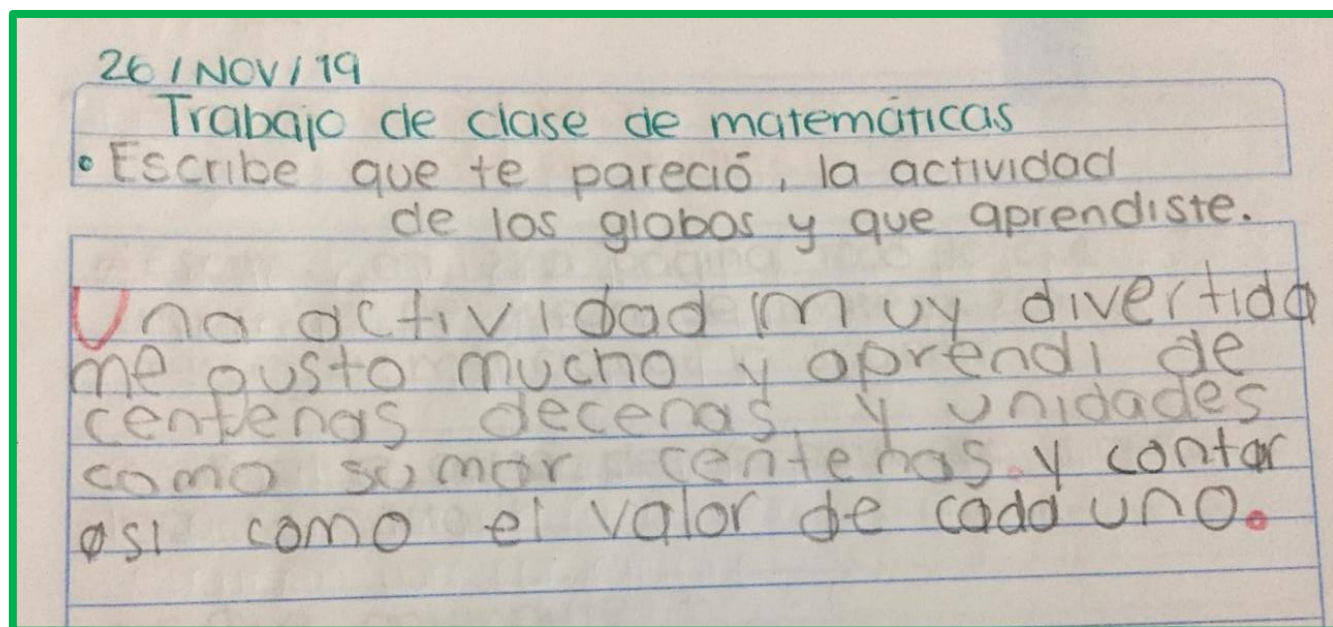 26/NOV/19
Trabajo de clase de matemáticas
• Escribe que te pareció, la actividad
de los globos y que aprendiste.
Una actividad muy divertida
me gusto mucho y aprendi de
centenas decenas y unidades
como sumar centenas y contar
asi como el valor de cada uno.